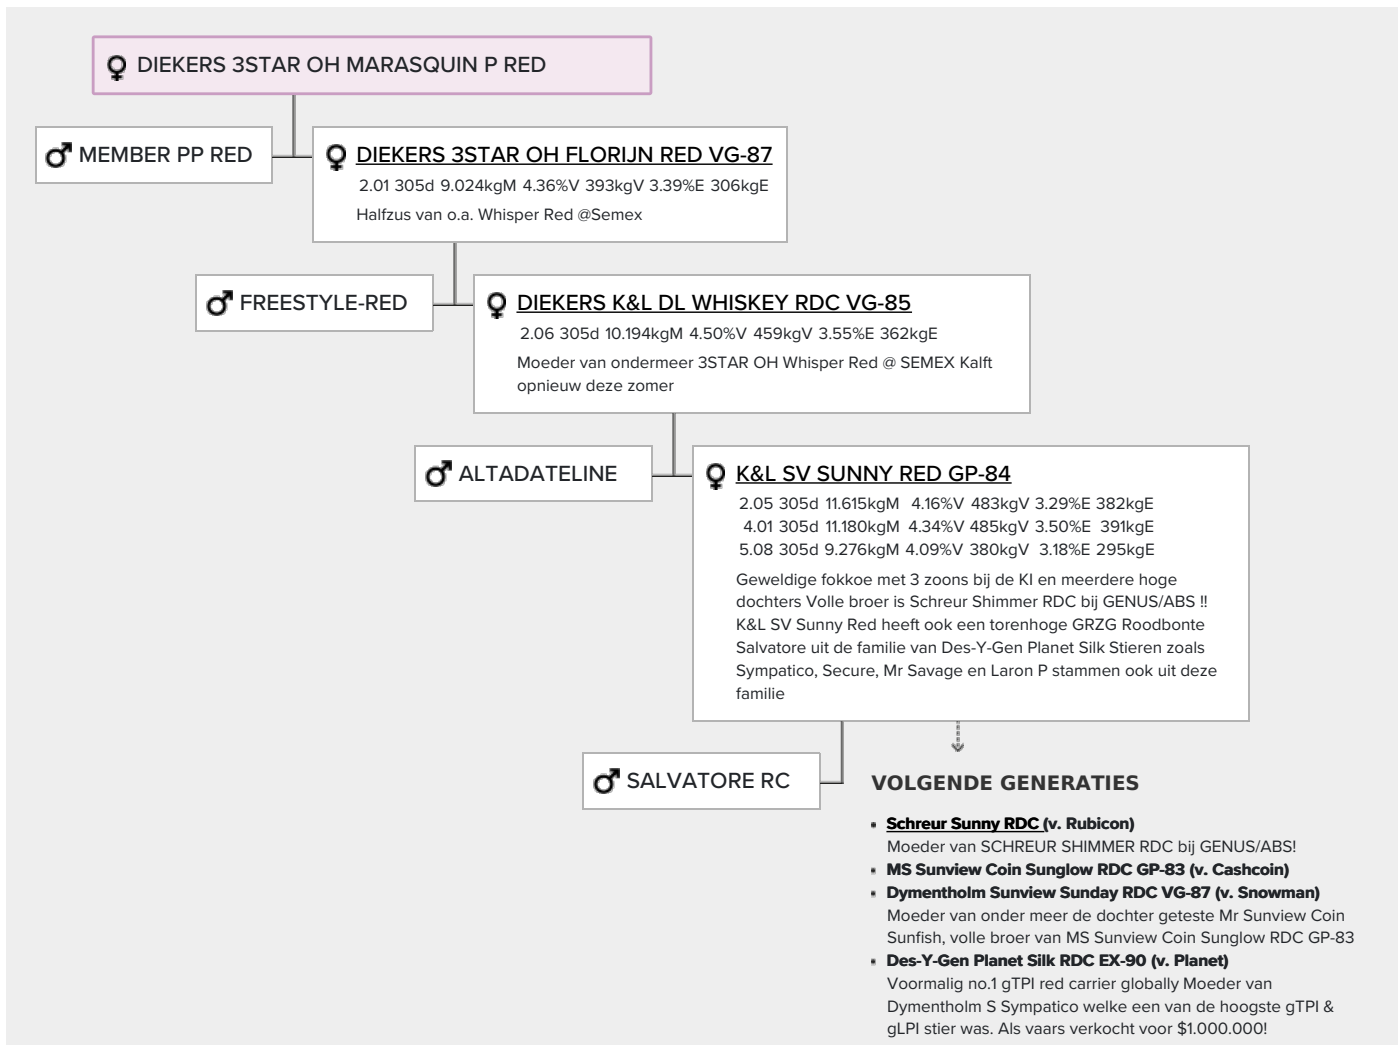 DIEKERS 3STAR OH MARASQUIN P RED
MEMBER PP RED
DIEKERS 3STAR OH FLORIJN RED VG-87
2.01 305d 9.024kgM 4.36%V 393kgV 3.39%E 306kgE
Halfzus van o.a. Whisper Red @Semex
FREESTYLE-RED
DIEKERS K&L DL WHISKEY RDC VG-85
2.06 305d 10.194kgM 4.50%V 459kgV 3.55%E 362kgE
Moeder van ondermeer 3STAR OH Whisper Red @ SEMEX Kalft
opnieuw deze zomer
ALTADATELINE
K&L SV SUNNY RED GP-84
2.05 305d 11.615kgM 4.16%V 483kgV 3.29%E 382kgE
4.01 305d 11.180kgM 4.34%V 485kgV 3.50%E 391kgE
5.08 305d 9.276kgM 4.09%V 380kgV 3.18%E 295kgE
Geweldige fokkoe met 3 zoons bij de KI en meerdere hoge
dochters Volle broer is Schreur Shimmer RDC bij GENUS/ABS !!
K&L SV Sunny Red heeft ook een torenhoge GRZG Roodbonte
Salvatore uit de familie van Des-Y-Gen Planet Silk Stieren zoals
Sympatico, Secure, Mr Savage en Laron P stammen ook uit deze
familie
SALVATORE RC
VOLGENDE GENERATIES
Schreur Sunny RDC (v. Rubicon)
Moeder van SCHREUR SHIMMER RDC bij GENUS/ABS!
MS Sunview Coin Sunglow RDC GP-83 (v. Cashcoin)
Dymentholm Sunview Sunday RDC VG-87 (v. Snowman)
Moeder van onder meer de dochter geteste Mr Sunview Coin
Sunfish, volle broer van MS Sunview Coin Sunglow RDC GP-83
Des-Y-Gen Planet Silk RDC EX-90 (v. Planet)
Voormalig no.1 gTPI red carrier globally Moeder van
Dymentholm S Sympatico welke een van de hoogste gTPI &
gLPI stier was. Als vaars verkocht voor $1.000.000!